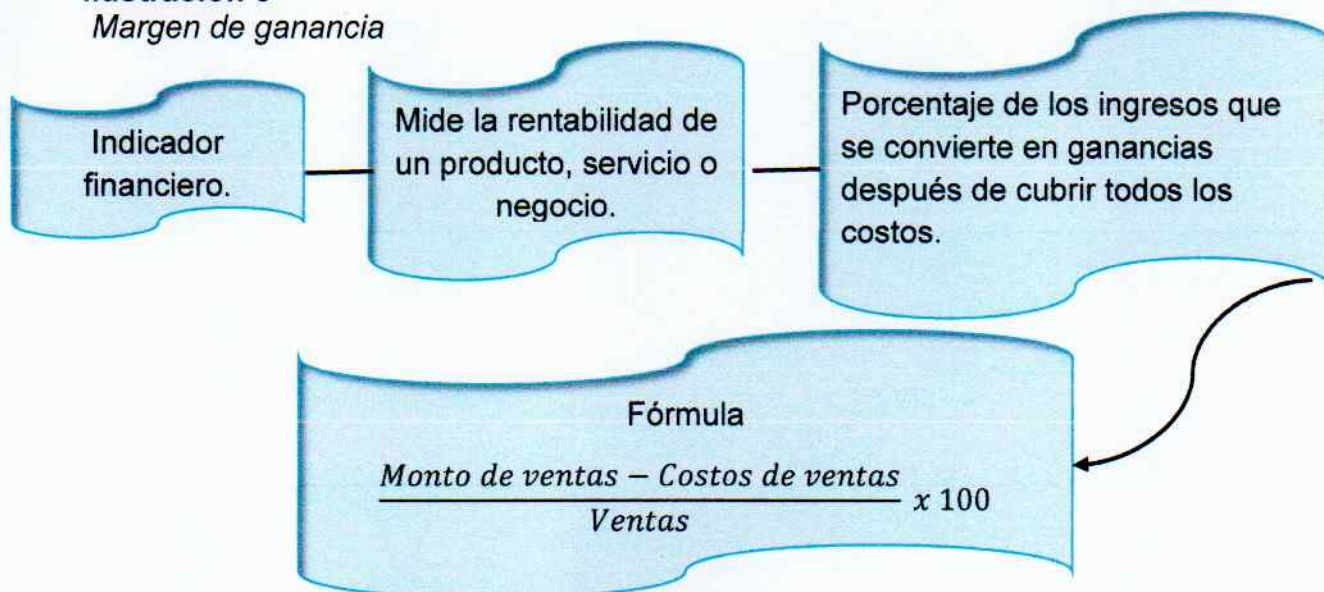 Margen de ganancia
Indicador
financiero.
Mide la rentabilidad de
un producto, servicio o
negocio.
Porcentaje de los ingresos que
se convierte en ganancias
después de cubrir todos los
costos.
Fórmula
Monto de ventas − Costos de ventas
Ventas
x 100